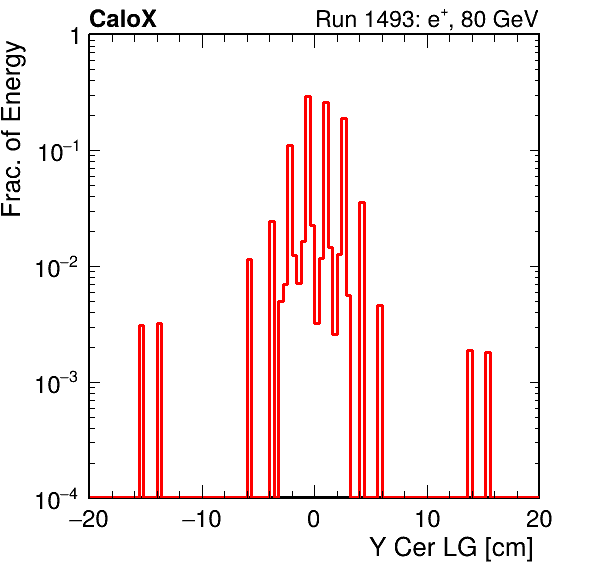 CaloX Run 1493: e⁺, 80 GeV
Frac. of Energy
1
10⁻¹
10⁻²
10⁻³
10⁻⁴
−20 −10 0 10 20
Y Cer LG [cm]